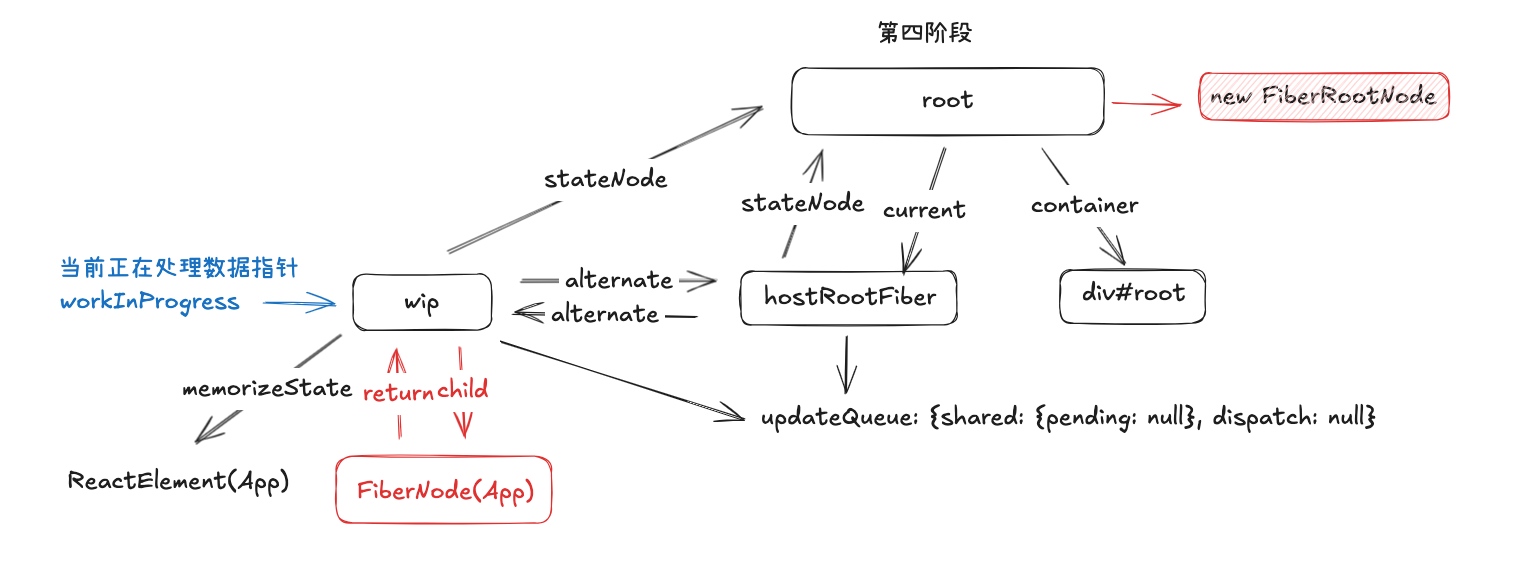 第四阶段
root
new FiberRootNode
stateNode
stateNode
current
container
当前正在处理数据指针
workInProgress
wip
alternate
alternate
hostRootFiber
div#root
memorizeState
return
child
updateQueue: {shared: {pending: null}, dispatch: null}
ReactElement(App)
FiberNode(App)